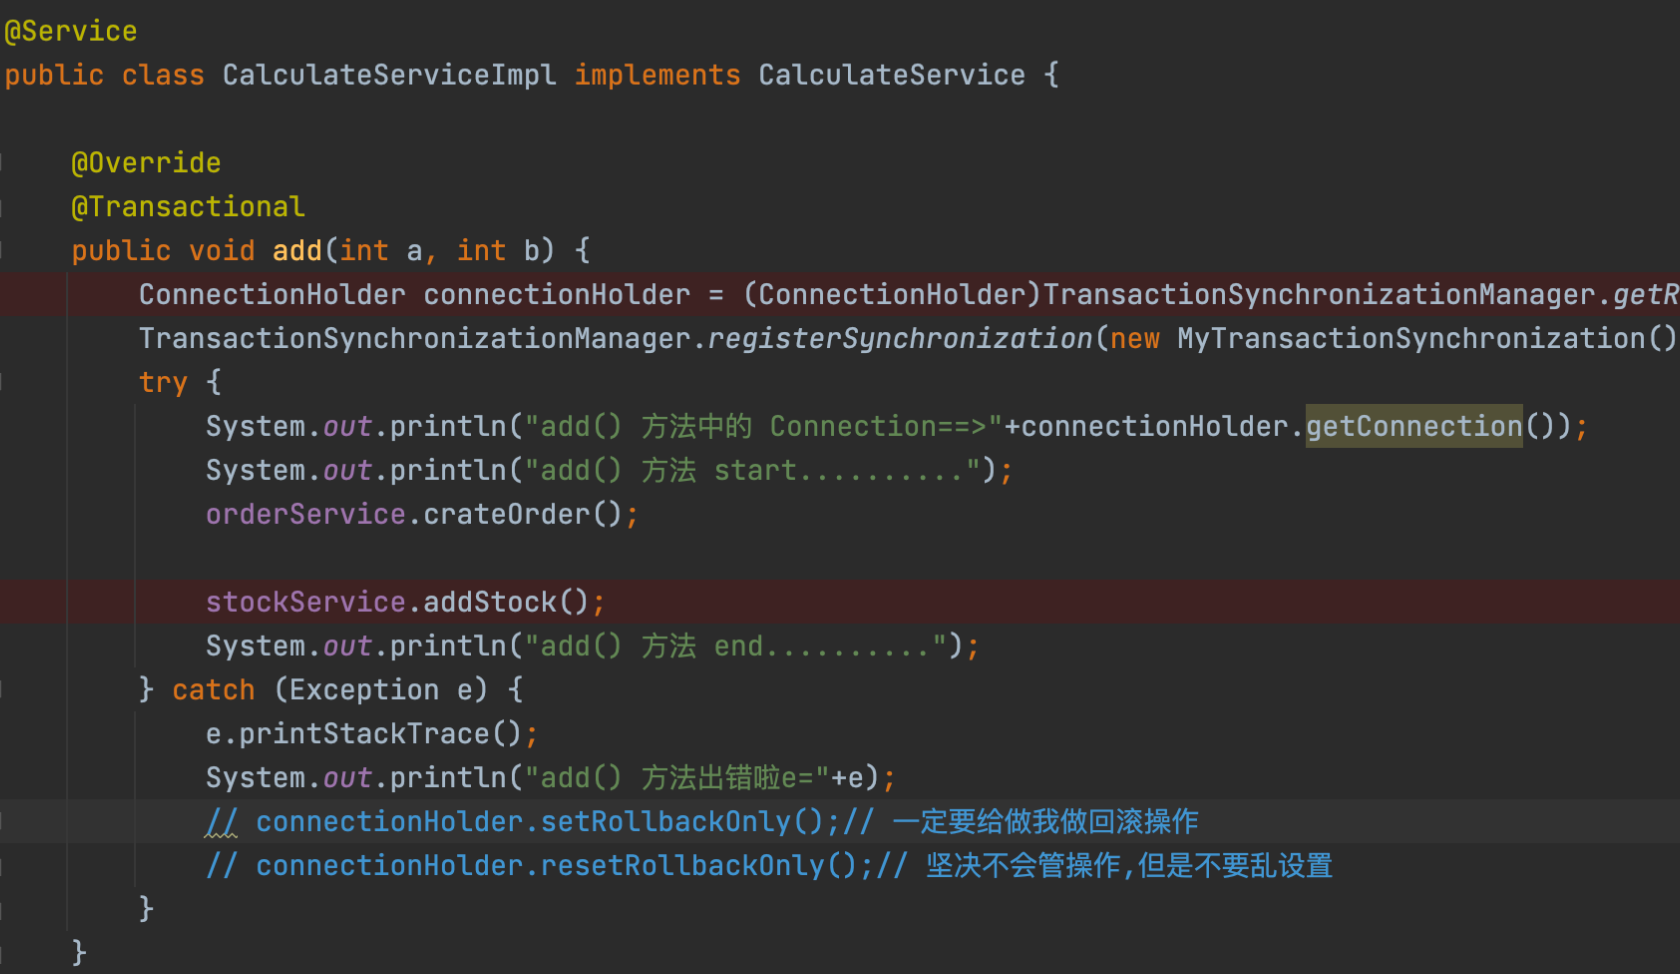 @Service
public class CalculateServiceImpl implements CalculateService {
@Override
@Transactional
public void add(int a, int b) {
ConnectionHolder connectionHolder = (ConnectionHolder)TransactionSynchronizationManager.getR
TransactionSynchronizationManager.registerSynchronization(new MyTransactionSynchronization()
try {
System.out.println("add() 方法中的 Connection==>"+connectionHolder.getConnection());
System.out.println("add() 方法 start..........");
orderService.crateOrder();
stockService.addStock();
System.out.println("add() 方法 end..........");
} catch (Exception e) {
e.printStackTrace();
System.out.println("add() 方法出错啦e="+e);
// connectionHolder.setRollbackOnly();// 一定要给做我做回滚操作
// connectionHolder.resetRollbackOnly();// 坚决不会管操作,但是不要乱设置
}
}